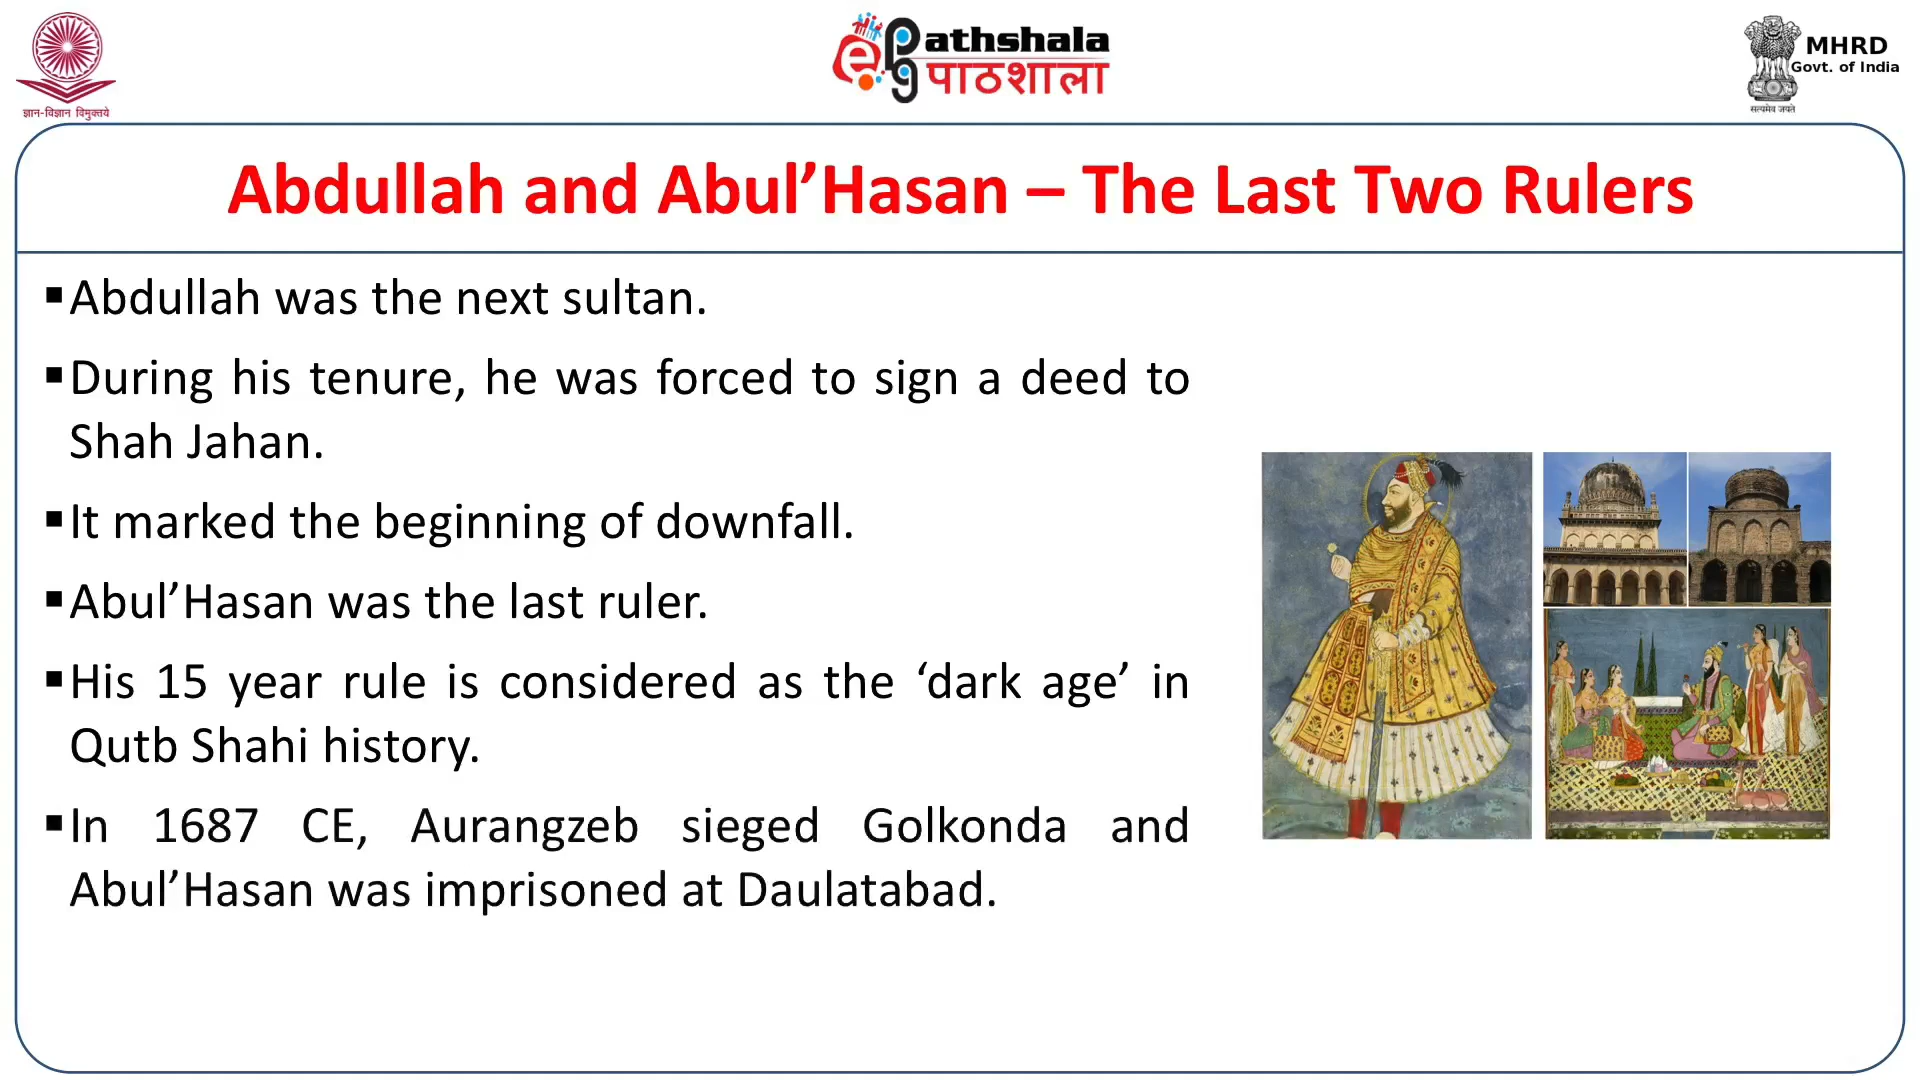 ज्ञान-विज्ञान विमुक्तये
ePathshala
पाठशाला
MHRD
Govt. of India
सत्यमेव जयते
Abdullah and Abul’Hasan – The Last Two Rulers
▪Abdullah was the next sultan.
▪During his tenure, he was forced to sign a deed to
Shah Jahan.
▪It marked the beginning of downfall.
▪Abul’Hasan was the last ruler.
▪His 15 year rule is considered as the ‘dark age’ in
Qutb Shahi history.
▪In 1687 CE, Aurangzeb sieged Golkonda and
Abul’Hasan was imprisoned at Daulatabad.